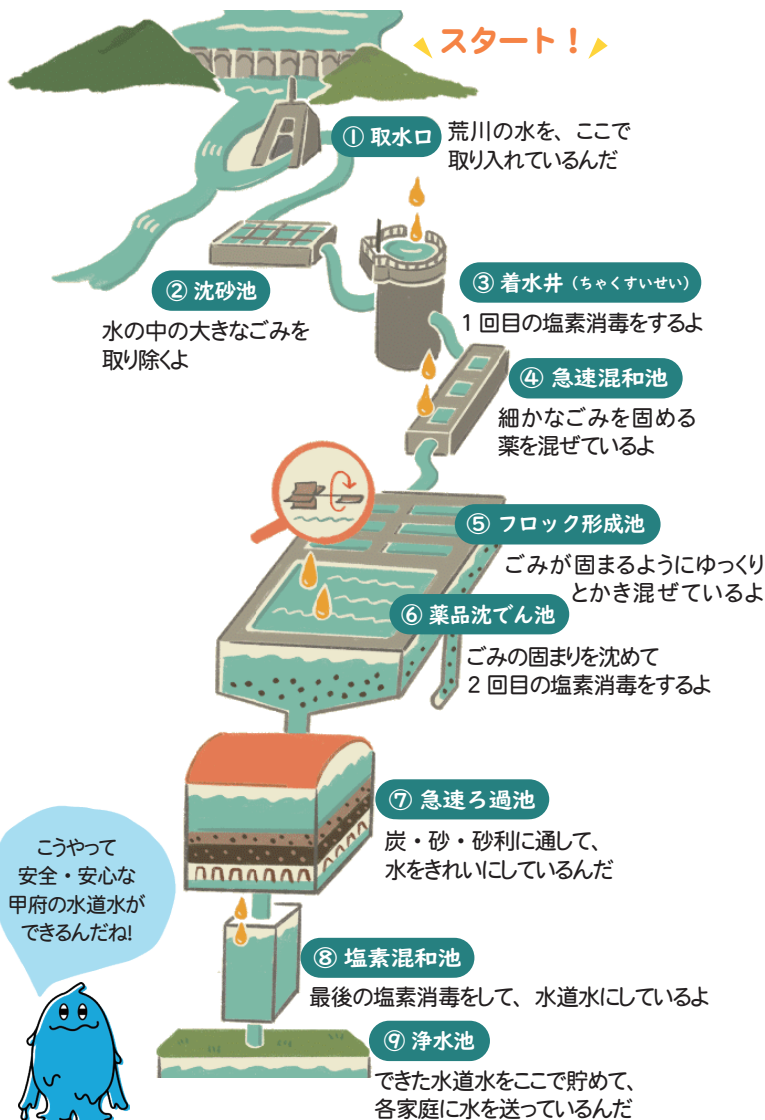 スタート！
① 取水口
荒川の水を、ここで
取り入れているんだ
② 沈砂池
水の中の大きなごみを
取り除くよ
③ 着水井（ちゃくすいせい）
1回目の塩素消毒をするよ
④ 急速混和池
細かなごみを固める
薬を混ぜているよ
⑤ フロック形成池
ごみが固まるようにゆっくり
とかき混ぜているよ
⑥ 薬品沈でん池
ごみの固まりを沈めて
2回目の塩素消毒をするよ
⑦ 急速ろ過池
炭・砂・砂利に通して、
水をきれいにしているんだ
こうやって
安全・安心な
甲府の水道水が
できるんだね!
⑧ 塩素混和池
最後の塩素消毒をして、水道水にしているよ
⑨ 浄水池
できた水道水をここで貯めて、
各家庭に水を送っているんだ